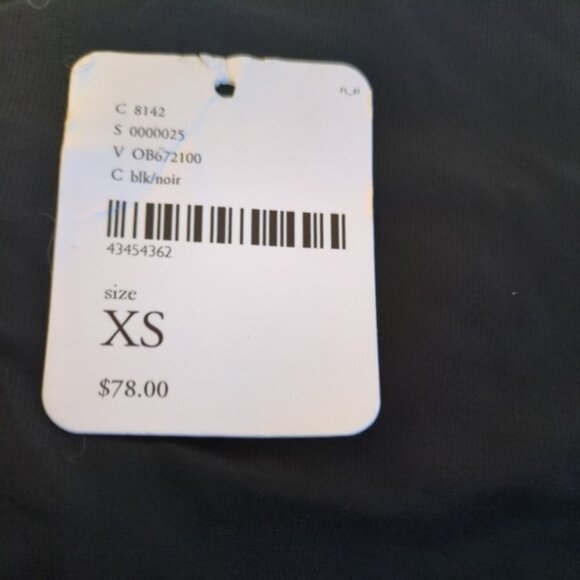 C 8142
S 0000025
V OB672100
C blk/noir
43454362
size
XS
$78.00